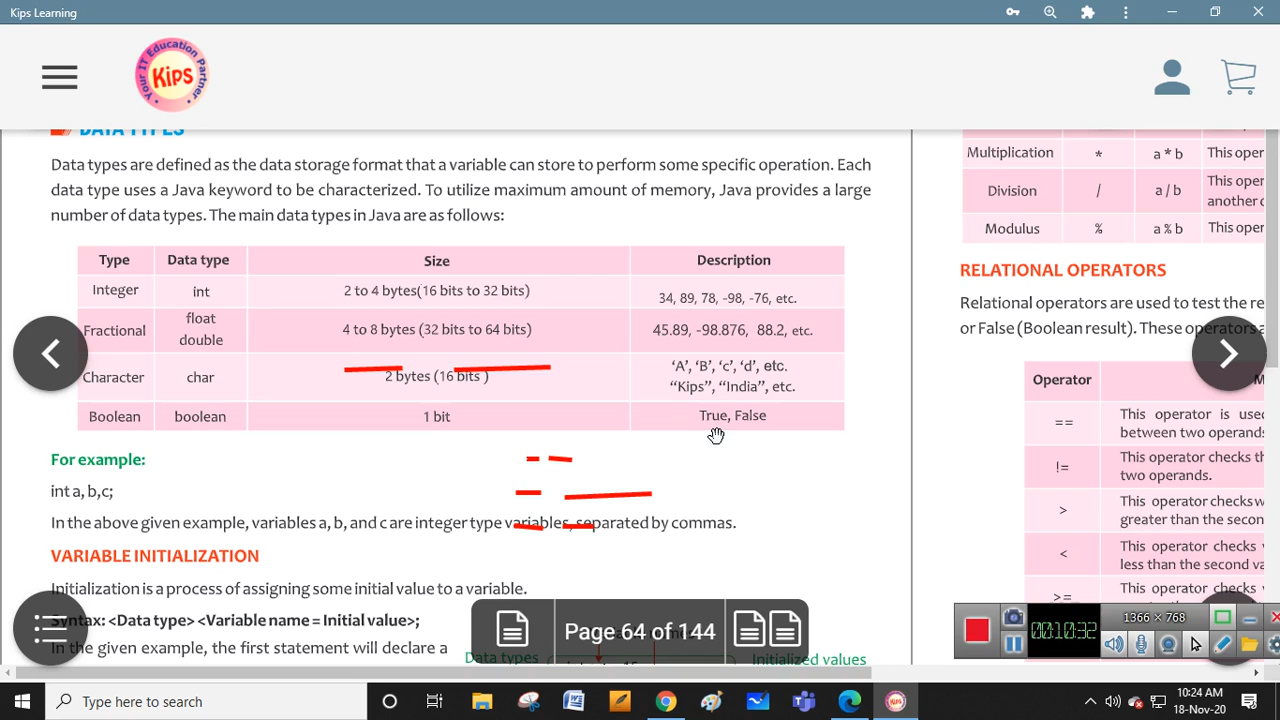 Kips Learning
Your IT Education Partner
Kips
DATA TYPES
Data types are defined as the data storage format that a variable can store to perform some specific operation. Each
data type uses a Java keyword to be characterized. To utilize maximum amount of memory, Java provides a large
number of data types. The main data types in Java are as follows:
Type Data type Size Description
Integer int 2 to 4 bytes(16 bits to 32 bits) 34, 89, 78, -98, -76, etc.
Fractional float double 4 to 8 bytes (32 bits to 64 bits) 45.89, -98.876, 88.2, etc.
Character char 2 bytes (16 bits ) ‘A’, ‘B’, ‘c’, ‘d’, etc.
“Kips”, “India”, etc.
Boolean boolean 1 bit True, False
For example:
int a, b,c;
In the above given example, variables a, b, and c are integer type variables, separated by commas.
VARIABLE INITIALIZATION
Initialization is a process of assigning some initial value to a variable.
Syntax: <Data type> <Variable name = Initial value>;
In the given example, the first statement will declare a
Data types
Initialized values
Multiplication * a * b This oper
Division / a / b This oper
another
Modulus % a % b This oper
RELATIONAL OPERATORS
Relational operators are used to test the re
or False (Boolean result). These operators
Operator
== This operator is used
between two operands
!= This operator checks th
two operands.
> This operator checks w
greater than the secon
< This operator checks w
less than the second va
>= This operator checks
Page 64 of 144
00:10:32
1366 × 768
Type here to search
10:24 AM
18-Nov-20